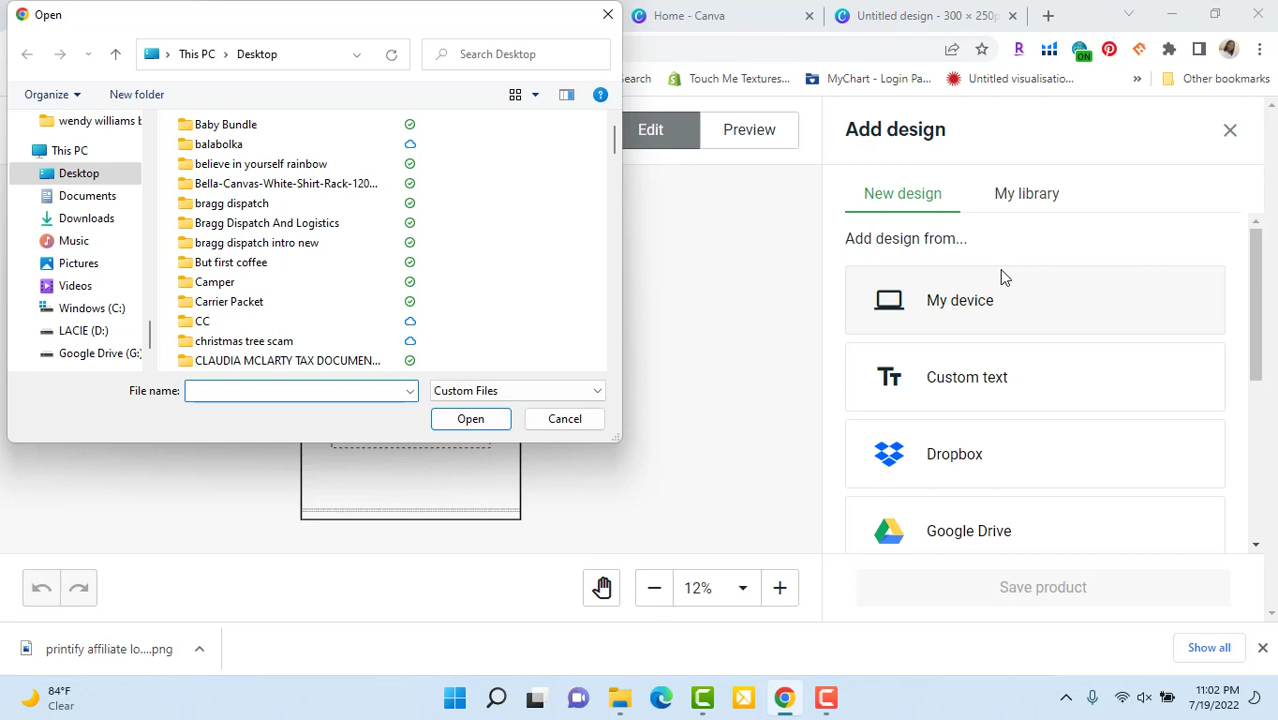 Open
Home - Canva
Untitled design - 300 × 250p
This PC
Desktop
Search Desktop
Organize
New folder
wendy williams b
This PC
Desktop
Documents
Downloads
Music
Pictures
Videos
Windows (C:)
LACIE (D:)
Google Drive (G:
Baby Bundle
balabolka
believe in yourself rainbow
Bella-Canvas-White-Shirt-Rack-120...
bragg dispatch
Bragg Dispatch And Logistics
bragg dispatch intro new
But first coffee
Camper
Carrier Packet
CC
christmas tree scam
CLAUDIA MCLARTY TAX DOCUMEN...
File name:
Custom Files
Open
Cancel
R
ON
Search
Touch Me Textures...
MyChart - Login Pa...
Untitled visualisatio...
»
Other bookmarks
Edit
Preview
Add design
New design
My library
Add design from...
My device
Tт Custom text
Dropbox
Google Drive
12%
Save product
printify affiliate lo....png
Show all
84°F
Clear
11:02 PM
7/19/2022